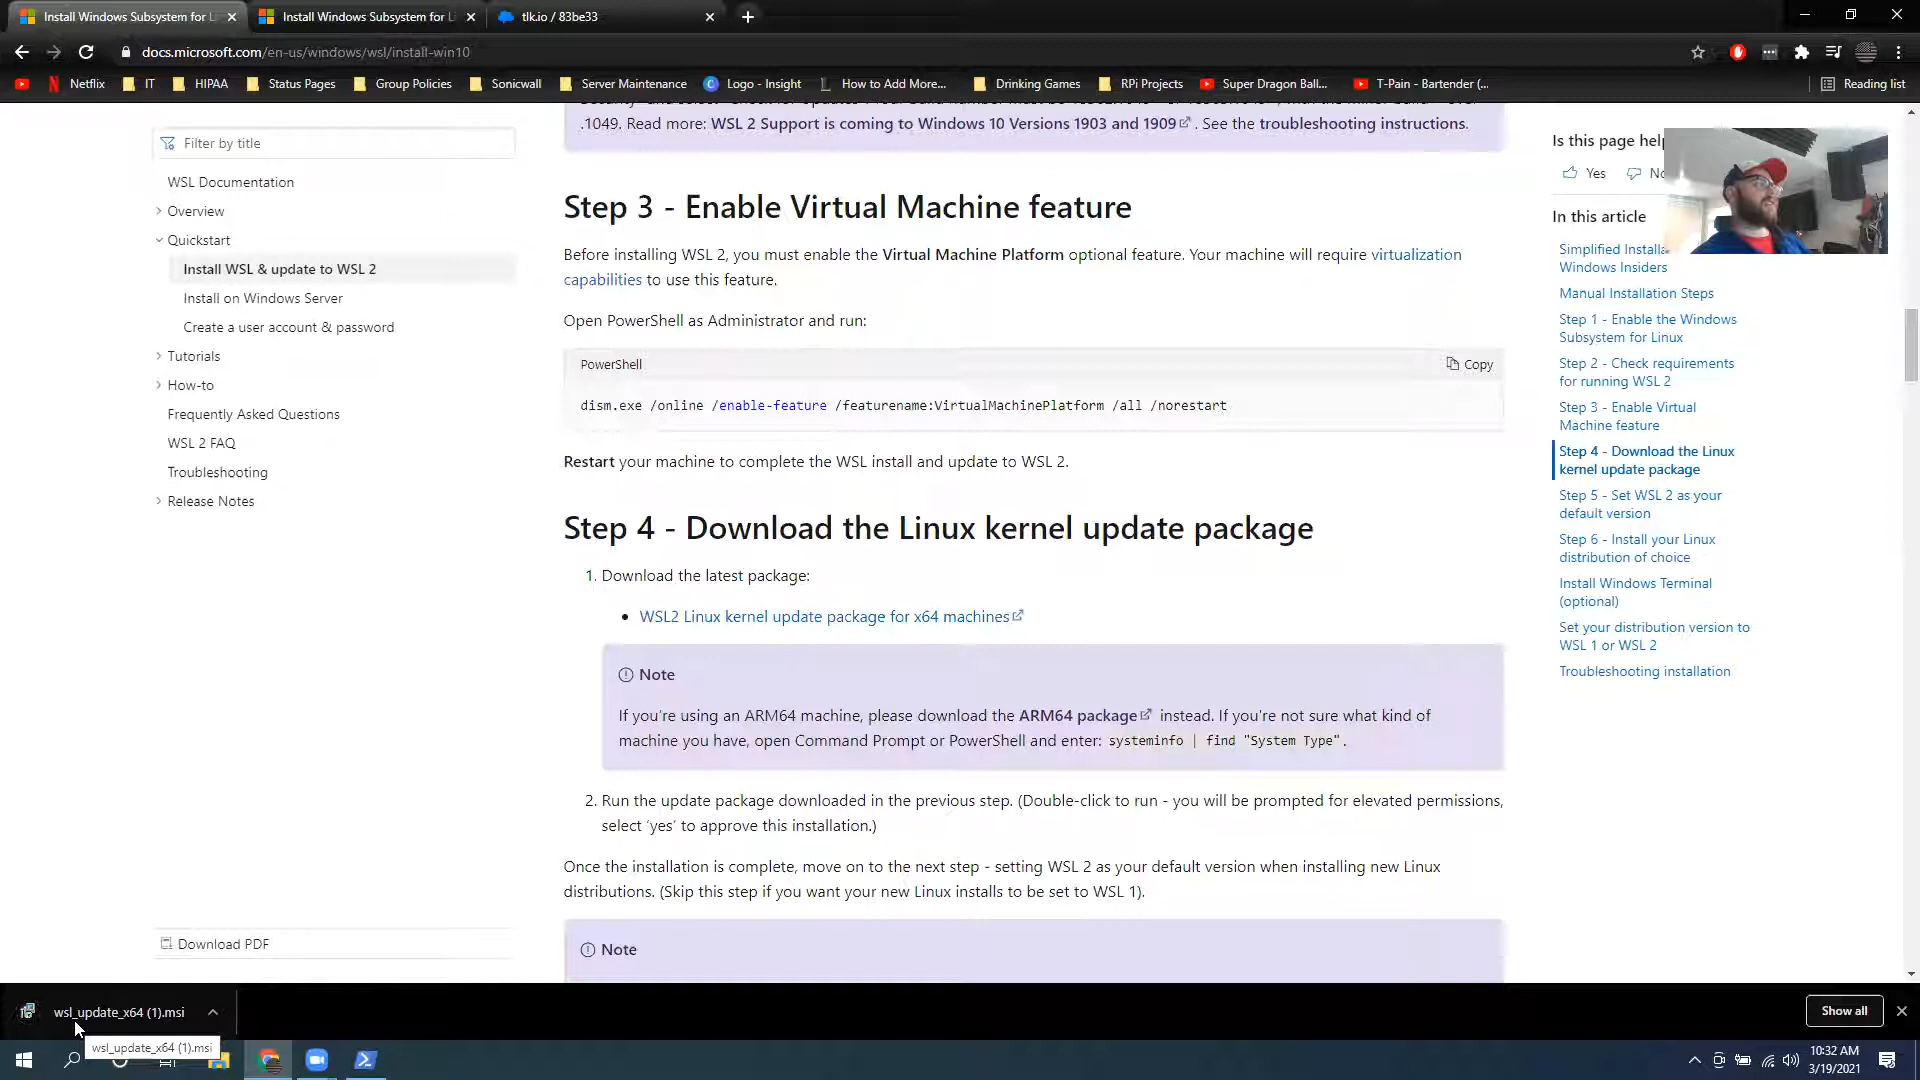 Install Windows Subsystem for L
Install Windows Subsystem for L
tlk.io / 83be33
docs.microsoft.com/en-us/windows/wsl/install-win10
Netflix
IT
HIPAA
Status Pages
Group Policies
Sonicwall
Server Maintenance
Logo - Insight
How to Add More...
Drinking Games
RPi Projects
Super Dragon Ball...
T-Pain - Bartender (...
Reading list
Filter by title
WSL Documentation
Overview
Quickstart
Install WSL & update to WSL 2
Install on Windows Server
Create a user account & password
Tutorials
How-to
Frequently Asked Questions
WSL 2 FAQ
Troubleshooting
Release Notes
Download PDF
.1049. Read more: WSL 2 Support is coming to Windows 10 Versions 1903 and 1909 . See the troubleshooting instructions.
Step 3 - Enable Virtual Machine feature
Before installing WSL 2, you must enable the Virtual Machine Platform optional feature. Your machine will require virtualization
capabilities to use this feature.
Open PowerShell as Administrator and run:
PowerShell
Copy
dism.exe /online /enable-feature /featurename:VirtualMachinePlatform /all /norestart
Restart your machine to complete the WSL install and update to WSL 2.
Step 4 - Download the Linux kernel update package
1. Download the latest package:
• WSL2 Linux kernel update package for x64 machines
Note
If you're using an ARM64 machine, please download the ARM64 package instead. If you're not sure what kind of
machine you have, open Command Prompt or PowerShell and enter: systeminfo | find "System Type".
2. Run the update package downloaded in the previous step. (Double-click to run - you will be prompted for elevated permissions,
select ‘yes’ to approve this installation.)
Once the installation is complete, move on to the next step - setting WSL 2 as your default version when installing new Linux
distributions. (Skip this step if you want your new Linux installs to be set to WSL 1).
Note
Is this page help
Yes
No
In this article
Simplified Installa
Windows Insiders
Manual Installation Steps
Step 1 - Enable the Windows
Subsystem for Linux
Step 2 - Check requirements
for running WSL 2
Step 3 - Enable Virtual
Machine feature
Step 4 - Download the Linux
kernel update package
Step 5 - Set WSL 2 as your
default version
Step 6 - Install your Linux
distribution of choice
Install Windows Terminal
(optional)
Set your distribution version to
WSL 1 or WSL 2
Troubleshooting installation
wsl_update_x64 (1).msi
Show all
wsl_update_x64 (1).msi
10:32 AM
3/19/2021